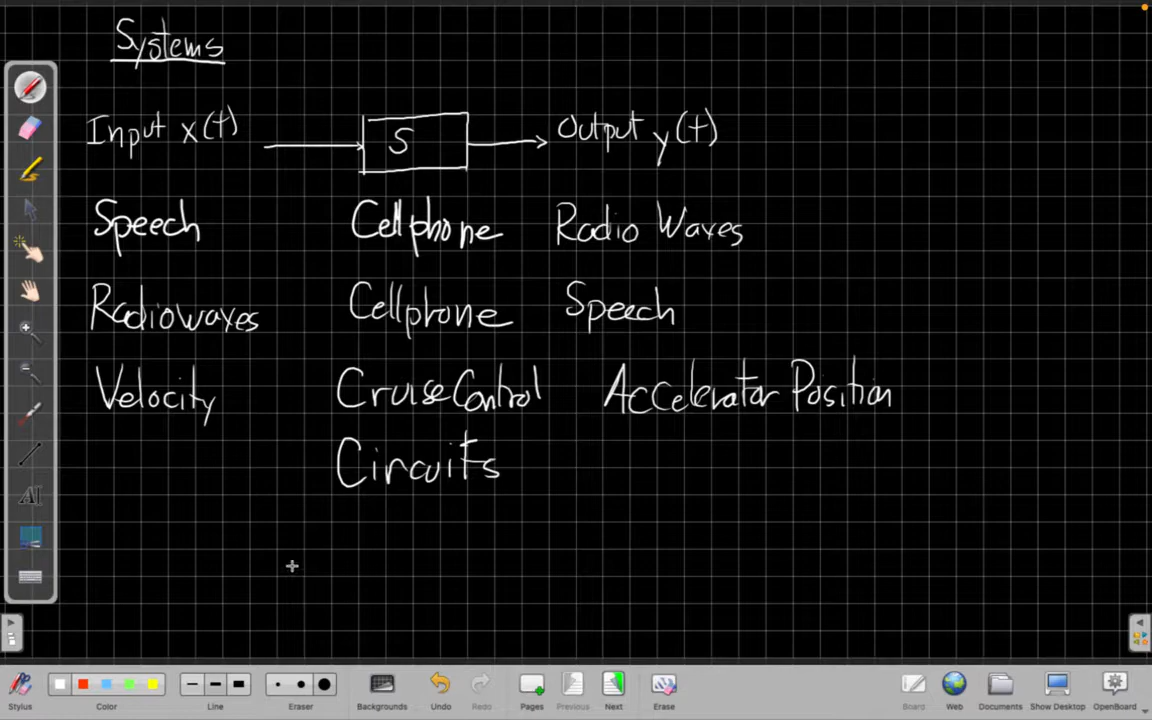 Systems
Input x(t) S Output y(t)
Speech Cellphone Radio Waves
Radiowaves Cellphone Speech
Velocity Cruise Control Accelerator Position
Circuits
AI
Stylus Color Line Eraser Backgrounds Undo Redo Pages Previous Next Erase Board Web Documents Show Desktop OpenBoard